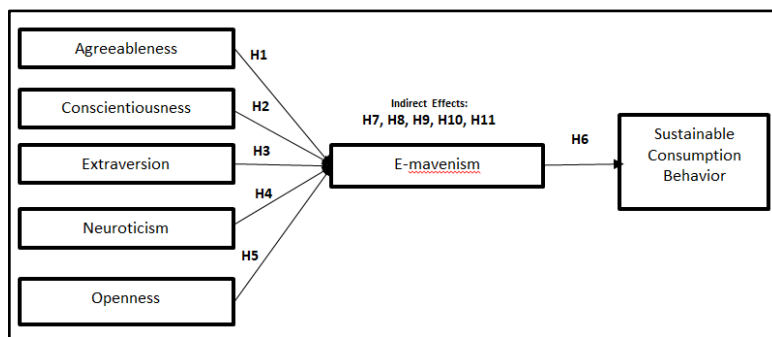 Agreeableness
H1
Conscientiousness
H2
Indirect Effects:
H7, H8, H9, H10, H11
Extraversion
H3
E-mavenism
H6
Sustainable
Consumption
Behavior
Neuroticism
H4
Openness
H5